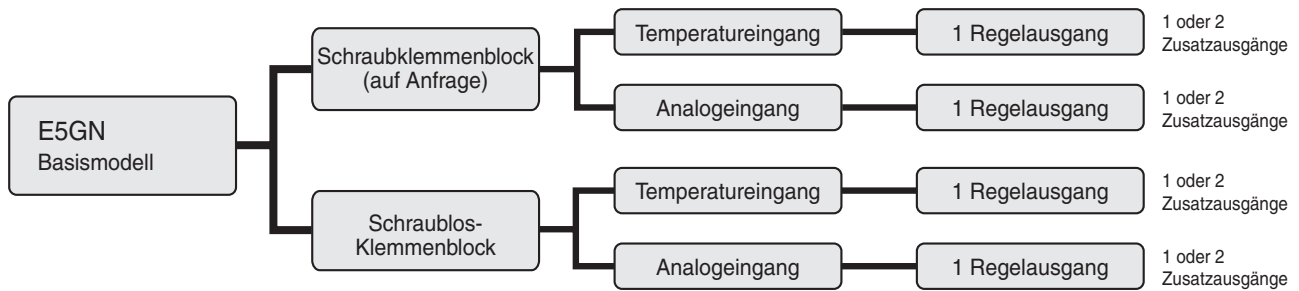 E5GN
Basismodell
Schraubklemmenblock
(auf Anfrage)
Temperatureingang
1 Regelausgang
1 oder 2
Zusatzausgänge
Analogeingang
1 Regelausgang
1 oder 2
Zusatzausgänge
Schraublos-
Klemmenblock
Temperatureingang
1 Regelausgang
1 oder 2
Zusatzausgänge
Analogeingang
1 Regelausgang
1 oder 2
Zusatzausgänge